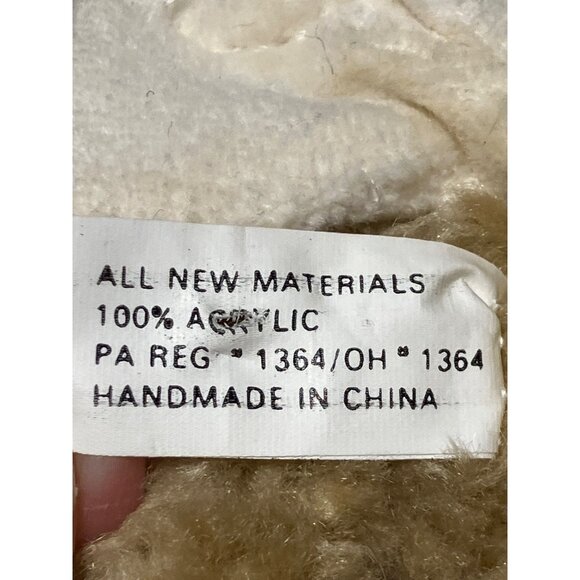 ALL NEW MATERIALS
100% ACRYLIC
PA REG # 1364/OH # 1364
HANDMADE IN CHINA